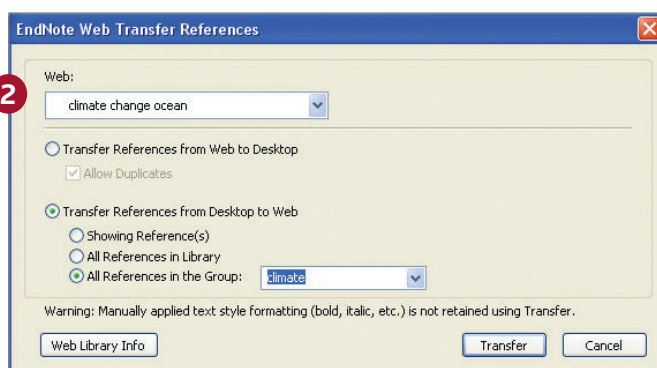 EndNote Web Transfer References
Web:
2
climate change ocean
Transfer References from Web to Desktop
Allow Duplicates
Transfer References from Desktop to Web
Showing Reference(s)
All References in Library
All References in the Group: climate
Warning: Manually applied text style formatting (bold, italic, etc.) is not retained using Transfer.
Web Library Info Transfer Cancel